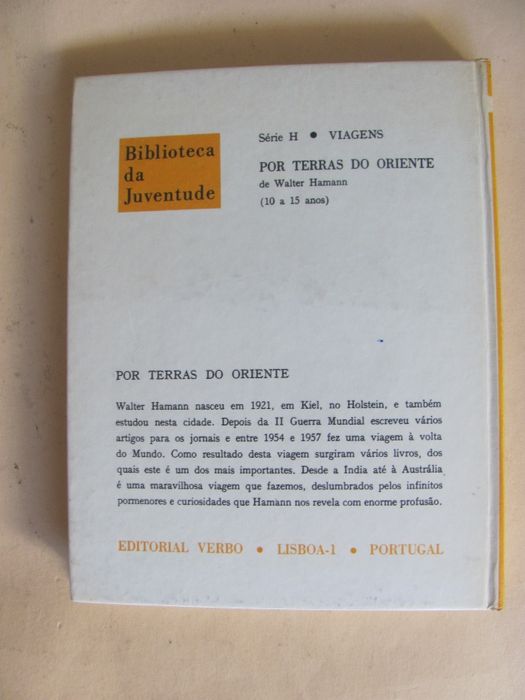 Biblioteca
da
Juventude
Série H ● VIAGENS
POR TERRAS DO ORIENTE
de Walter Hamann
(10 a 15 anos)
POR TERRAS DO ORIENTE
Walter Hamann nasceu em 1921, em Kiel, no Holstein, e também
estudou nesta cidade. Depois da II Guerra Mundial escreveu vários
artigos para os jornais e entre 1954 e 1957 fez uma viagem à volta
do Mundo. Como resultado desta viagem surgiram vários livros, dos
quais este é um dos mais importantes. Desde a India até à Austrália
é uma maravilhosa viagem que fazemos, deslumbrados pelos infinitos
pormenores e curiosidades que Hamann nos revela com enorme profusão.
EDITORIAL VERBO ● LISBOA-1 ● PORTUGAL